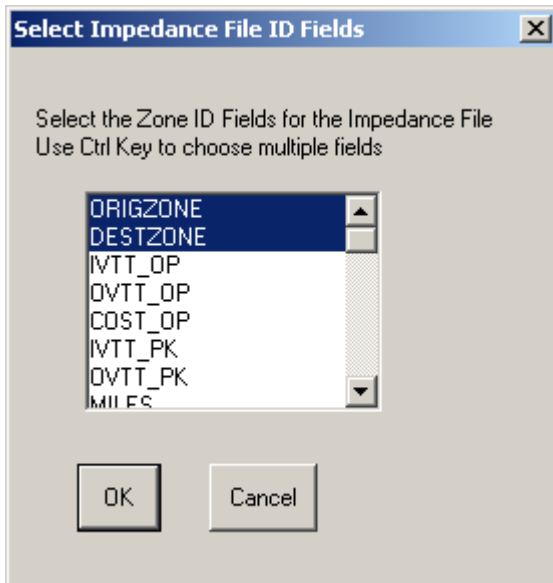 Select Impedance File ID Fields
Select the Zone ID Fields for the Impedance File
Use Ctrl Key to choose multiple fields
ORIGZONE
DESTZONE
IVTT_OP
OVTT_OP
COST_OP
IVTT_PK
OVTT_PK
MILES
OK
Cancel